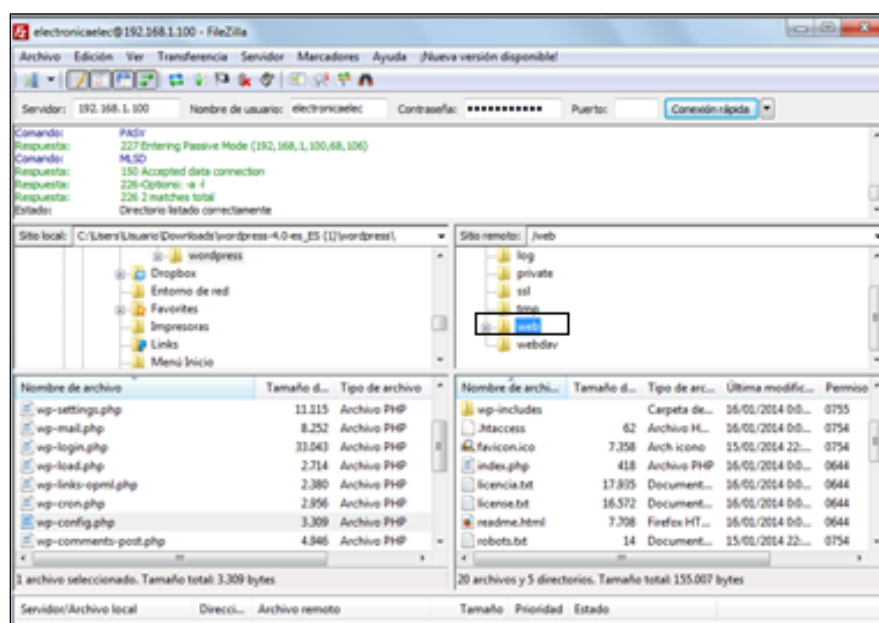 electronicaelec@192.168.1.100 - FileZilla
Archivo Edición Ver Transferencia Servidor Marcadores Ayuda ¡Nueva versión disponible!
Servidor: 192.168.1.100 Nombre de usuario: electronicaelec Contraseña: ●●●●●●●●●●● Puerto: Conexión rápida
Comando: PASV
Respuesta: 227 Entering Passive Mode (192,168,1,100,68,106)
Comando: MLSD
Respuesta: 150 Accepted data connection
Respuesta: 226-Options: -a -l
Respuesta: 226 2 matches total
Estado: Directorio listado correctamente
Sitio local: C:\Users\Usuario\Downloads\wordpress-4.0-es_ES (1)\wordpress\
wordpress
Dropbox
Entorno de red
Favorites
Impresoras
Links
Menú Inicio
Sitio remoto: /web
log
private
ssl
tmp
web
webdav
Nombre de archivo Tamaño d... Tipo de archivo
wp-settings.php 11.115 Archivo PHP
wp-mail.php 8.252 Archivo PHP
wp-login.php 33.043 Archivo PHP
wp-load.php 2.714 Archivo PHP
wp-links-opml.php 2.380 Archivo PHP
wp-cron.php 2.956 Archivo PHP
wp-config.php 3.309 Archivo PHP
wp-comments-post.php 4.946 Archivo PHP
1 archivo seleccionado. Tamaño total: 3.309 bytes
Nombre de archi... Tamaño d... Tipo de arc... Última modific... Permiso
wp-includes Carpeta de... 16/01/2014 0:0... 0755
.htaccess 62 Archivo H... 16/01/2014 0:0... 0754
favicon.ico 7.358 Arch icono 15/01/2014 22:... 0754
index.php 418 Archivo PHP 16/01/2014 0:0... 0644
licencia.txt 17.935 Document... 16/01/2014 0:0... 0644
license.txt 16.572 Document... 16/01/2014 0:0... 0644
readme.html 7.708 Firefox HT... 16/01/2014 0:0... 0644
robots.txt 14 Document... 15/01/2014 22:... 0754
20 archivos y 5 directorios. Tamaño total: 155.007 bytes
Servidor/Archivo local Direcci... Archivo remoto Tamaño Prioridad Estado